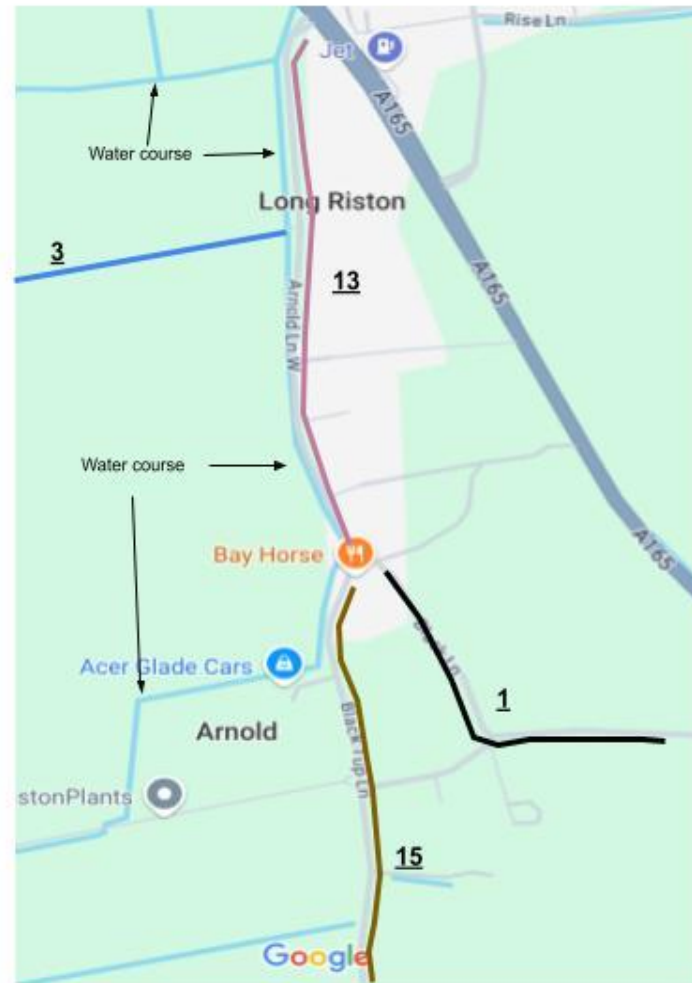 Rise Ln
Jet
A165
Water course
Long Riston
3
A165
13
Arnold Ln W
Water course
Bay Horse
A165
Acer Glade Cars
1
Arnold
Black Tup Ln
stonPlants
15
Google